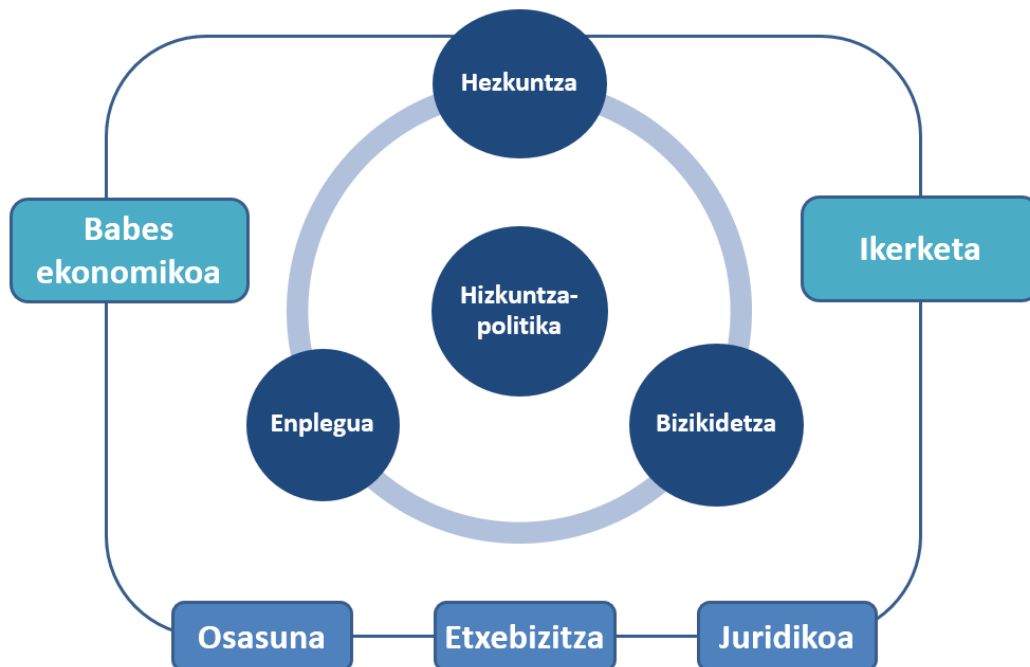 Hezkuntza
Babes
ekonomikoa
Ikerketa
Hizkuntza-
politika
Enplegua
Bizikidetza
Osasuna
Etxebizitza
Juridikoa